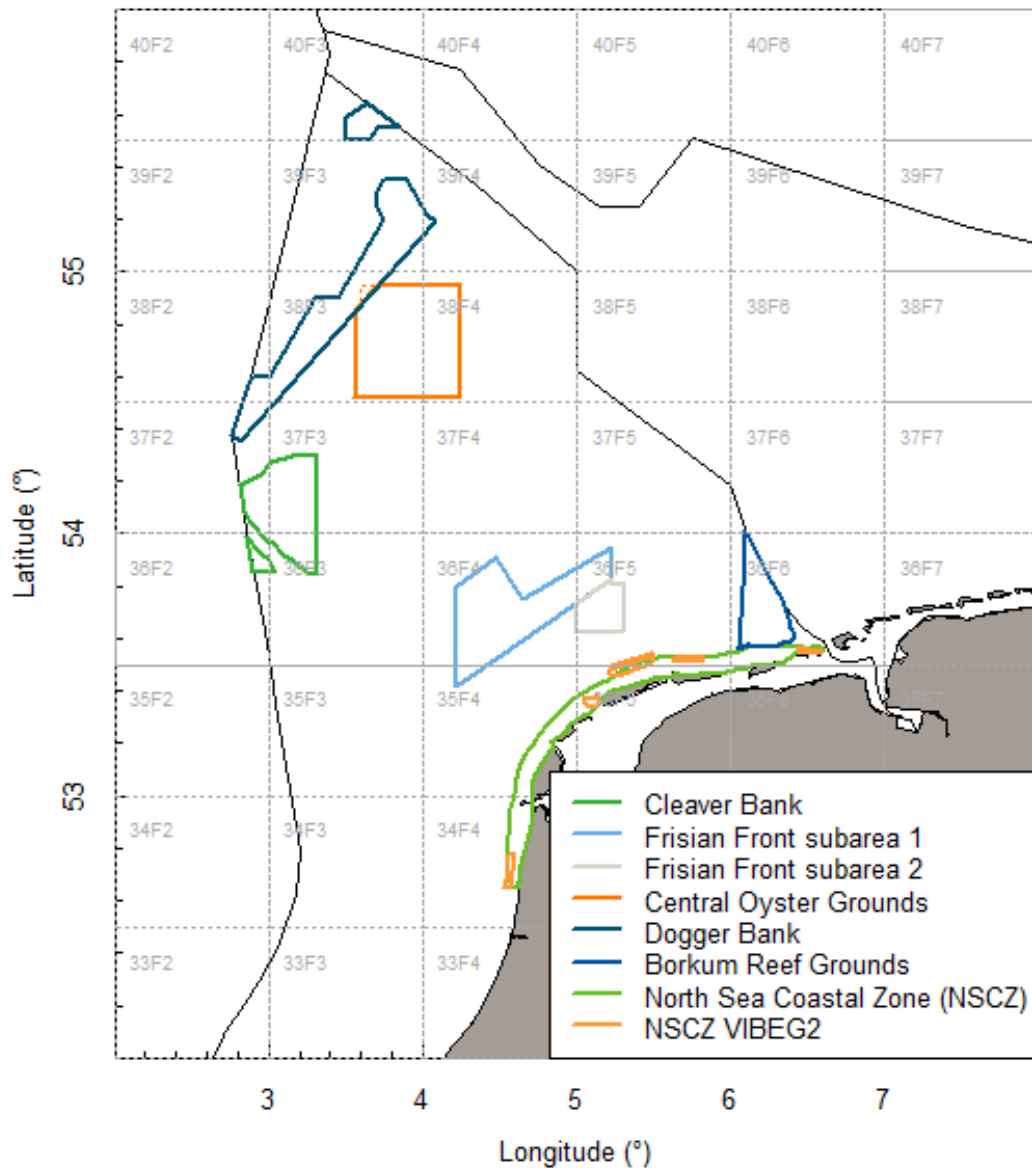 40F2 40F3 40F4 40F5 40F6 40F7
39F2 39F3 39F4 39F5 39F6 39F7
55
38F2 38F3 38F4 38F5 38F6 38F7
37F2 37F3 37F4 37F5 37F6 37F7
54
36F2 36F3 36F4 36F5 36F6 36F7
35F2 35F3 35F4 35F5 35F6 35F7
53
34F2 34F3 34F4
33F2 33F3 33F4
Latitude (°)
Cleaver Bank
Frisian Front subarea 1
Frisian Front subarea 2
Central Oyster Grounds
Dogger Bank
Borkum Reef Grounds
North Sea Coastal Zone (NSCZ)
NSCZ VIBEG2
3 4 5 6 7
Longitude (°)